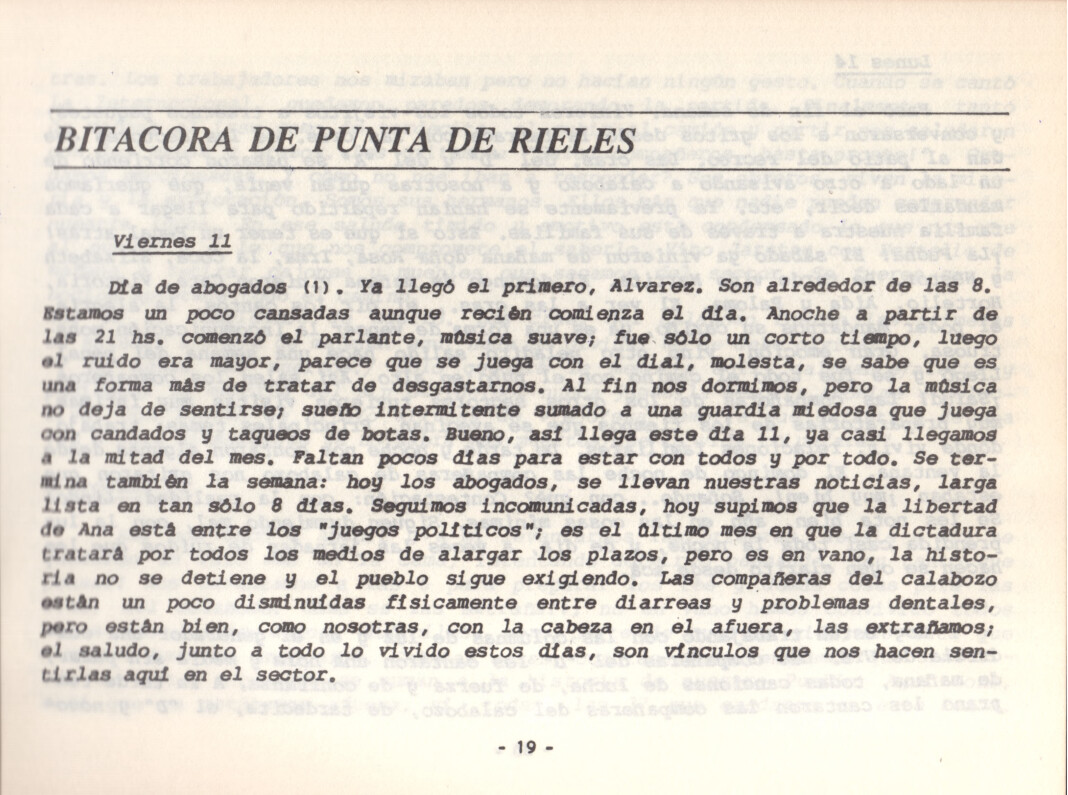 BITACORA DE PUNTA DE RIELES
Viernes 11
Día de abogados (1). Ya llegó el primero, Alvarez. Son alrededor de las 8.
Estamos un poco cansadas aunque recién comienza el día. Anoche a partir de
las 21 hs. comenzó el parlante, música suave; fue sólo un corto tiempo, luego
el ruido era mayor, parece que se juega con el dial, molesta, se sabe que es
una forma más de tratar de desgastarnos. Al fin nos dormimos, pero la música
no deja de sentirse; sueño intermitente sumado a una guardia miedosa que juega
con candados y taqueos de botas. Bueno, así llega este día 11, ya casi llegamos
a la mitad del mes. Faltan pocos días para estar con todos y por todo. Se ter-
mina también la semana: hoy los abogados, se llevan nuestras noticias, larga
lista en tan sólo 8 días. Seguimos incomunicadas, hoy supimos que la libertad
de Ana está entre los "juegos políticos"; es el último mes en que la dictadura
tratará por todos los medios de alargar los plazos, pero es en vano, la histo-
ria no se detiene y el pueblo sigue exigiendo. Las compañeras del calabozo
están un poco disminuídas físicamente entre diarreas y problemas dentales,
pero están bien, como nosotras, con la cabeza en el afuera, las extrañamos;
el saludo, junto a todo lo vivido estos días, son vínculos que nos hacen sen-
tirlas aquí en el sector.
- 19 -